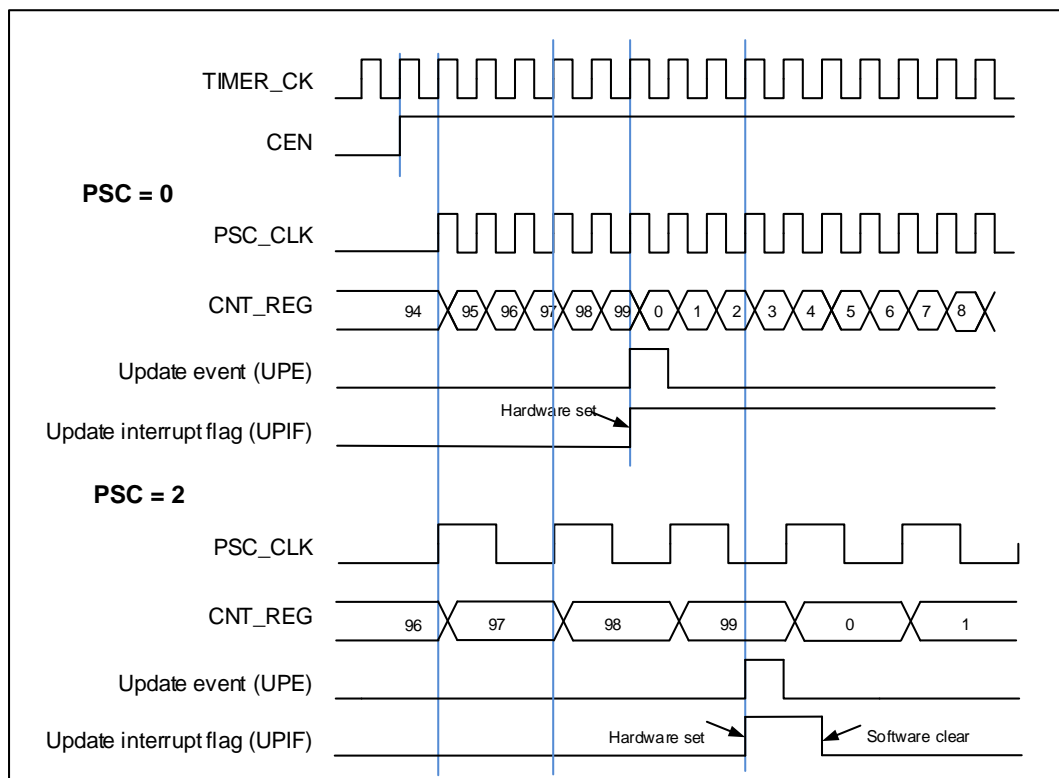 TIMER_CK
CEN
PSC = 0
PSC_CLK
CNT_REG 94 95 96 97 98 99 0 1 2 3 4 5 6 7 8
Update event (UPE)
Hardware set
Update interrupt flag (UPIF)
PSC = 2
PSC_CLK
CNT_REG 96 97 98 99 0 1
Update event (UPE)
Update interrupt flag (UPIF) Hardware set Software clear